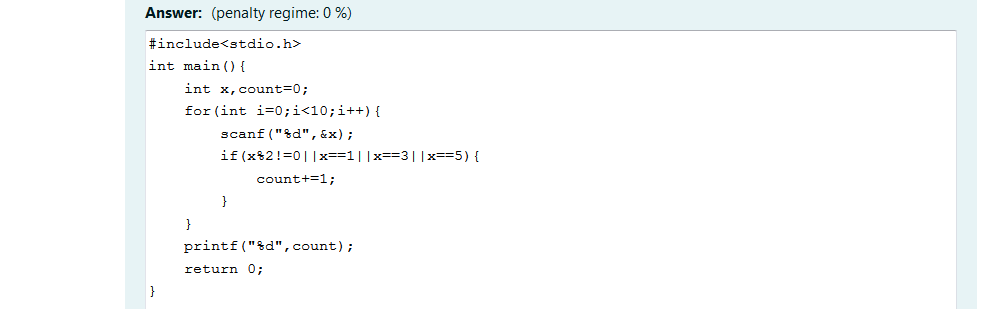 Answer: (penalty regime: 0 %)
#include<stdio.h>
int main(){
    int x,count=0;
    for(int i=0;i<10;i++){
        scanf("%d",&x);
        if(x%2!=0||x==1||x==3||x==5){
            count+=1;
        }
    }
    printf("%d",count);
    return 0;
}